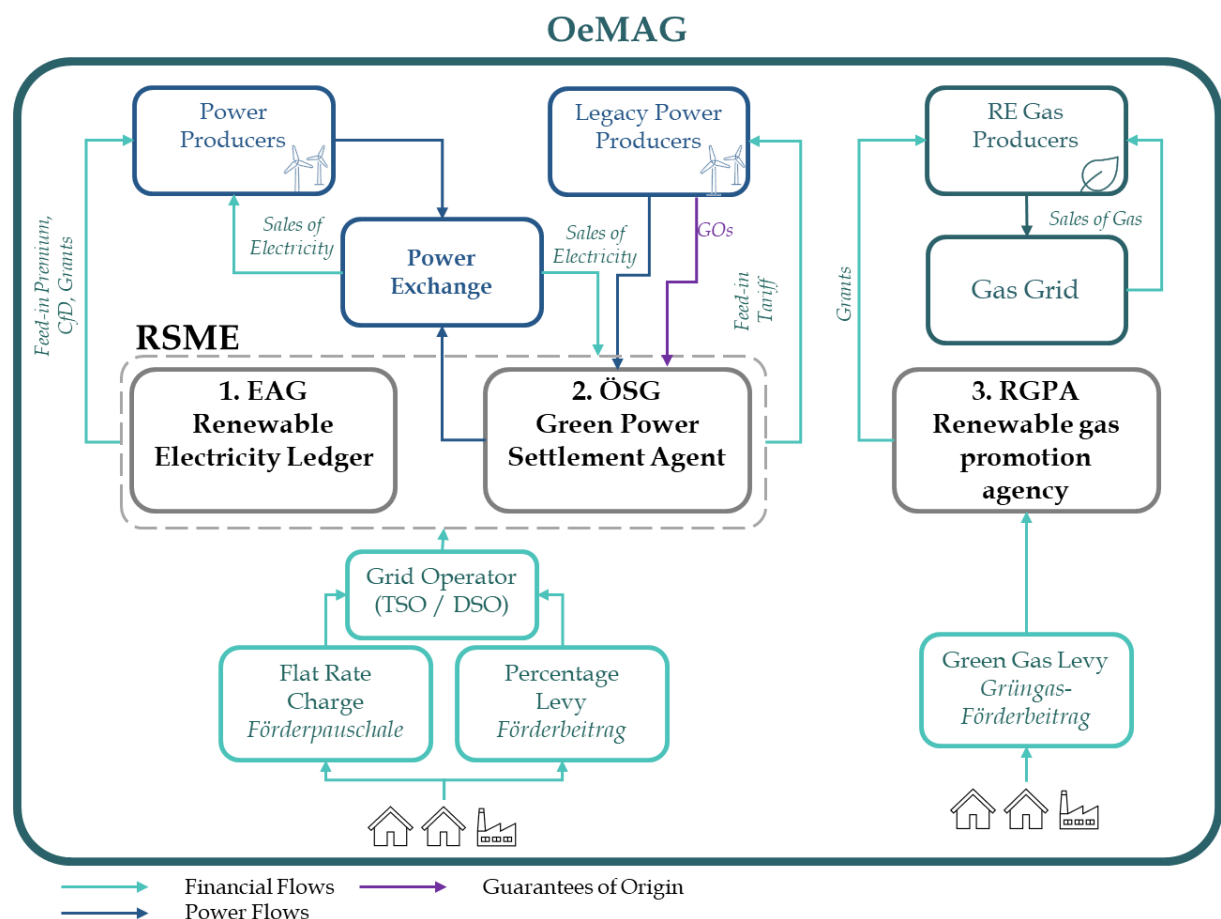 OeMAG
Power
Producers
Legacy Power
Producers
RE Gas
Producers
Feed-in Premium,
CfD, Grants
Sales of
Electricity
Power
Exchange
Sales of
Electricity
GOs
Feed-in
Tariff
Grants
Sales of Gas
Gas Grid
RSME
1. EAG
Renewable
Electricity Ledger
2. ÖSG
Green Power
Settlement Agent
3. RGPA
Renewable gas
promotion
agency
Grid Operator
(TSO / DSO)
Flat Rate
Charge
Förderpauschale
Percentage
Levy
Förderbeitrag
Green Gas Levy
Grüngas-
Förderbeitrag
Financial Flows
Guarantees of Origin
Power Flows